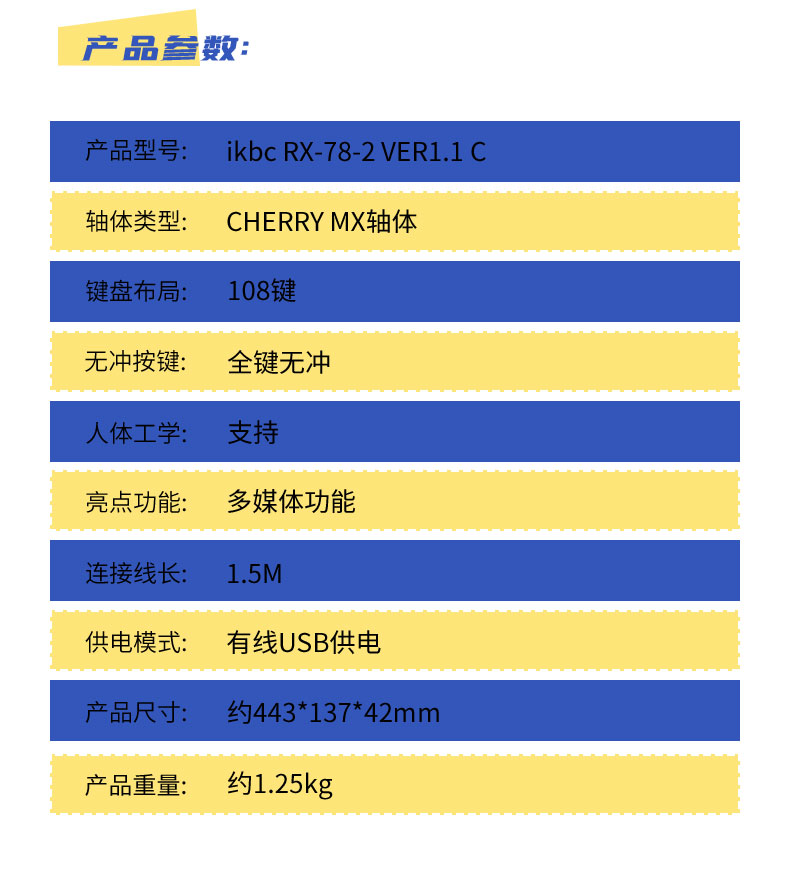 产品参数:
产品型号: ikbc RX-78-2 VER1.1 C
轴体类型: CHERRY MX轴体
键盘布局: 108键
无冲按键: 全键无冲
人体工学: 支持
亮点功能: 多媒体功能
连接线长: 1.5M
供电模式: 有线USB供电
产品尺寸: 约443*137*42mm
产品重量: 约1.25kg